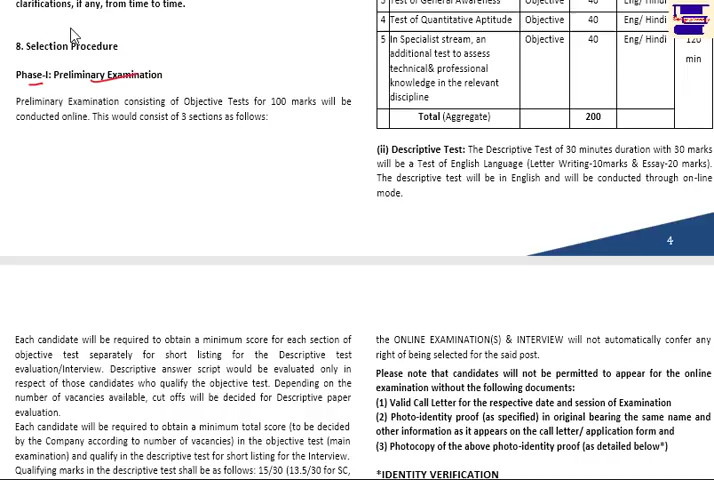 clarifications, if any, from time to time.
8. Selection Procedure
Phase-I: Preliminary Examination
Preliminary Examination consisting of Objective Tests for 100 marks will be
conducted online. This would consist of 3 sections as follows:
3 Test of General Awareness Objective 40 Eng/ Hindi
4 Test of Quantitative Aptitude Objective 40 Eng/ Hindi
5 In Specialist stream, an Objective 40 Eng/ Hindi 120
additional test to assess min
technical& professional
knowledge in the relevant
discipline
Total (Aggregate) 200
(ii) Descriptive Test: The Descriptive Test of 30 minutes duration with 30 marks
will be a Test of English Language (Letter Writing-10marks & Essay-20 marks).
The descriptive test will be in English and will be conducted through on-line
mode.
4
Each candidate will be required to obtain a minimum score for each section of
objective test separately for short listing for the Descriptive test
evaluation/Interview. Descriptive answer script would be evaluated only in
respect of those candidates who qualify the objective test. Depending on the
number of vacancies available, cut offs will be decided for Descriptive paper
evaluation.
Each candidate will be required to obtain a minimum total score (to be decided
by the Company according to number of vacancies) in the objective test (main
examination) and qualify in the descriptive test for short listing for the Interview.
Qualifying marks in the descriptive test shall be as follows: 15/30 (13.5/30 for SC,
the ONLINE EXAMINATION(S) & INTERVIEW will not automatically confer any
right of being selected for the said post.
Please note that candidates will not be permitted to appear for the online
examination without the following documents:
(1) Valid Call Letter for the respective date and session of Examination
(2) Photo-identity proof (as specified) in original bearing the same name and
other information as it appears on the call letter/ application form and
(3) Photocopy of the above photo-identity proof (as detailed below*)
*IDENTITY VERIFICATION